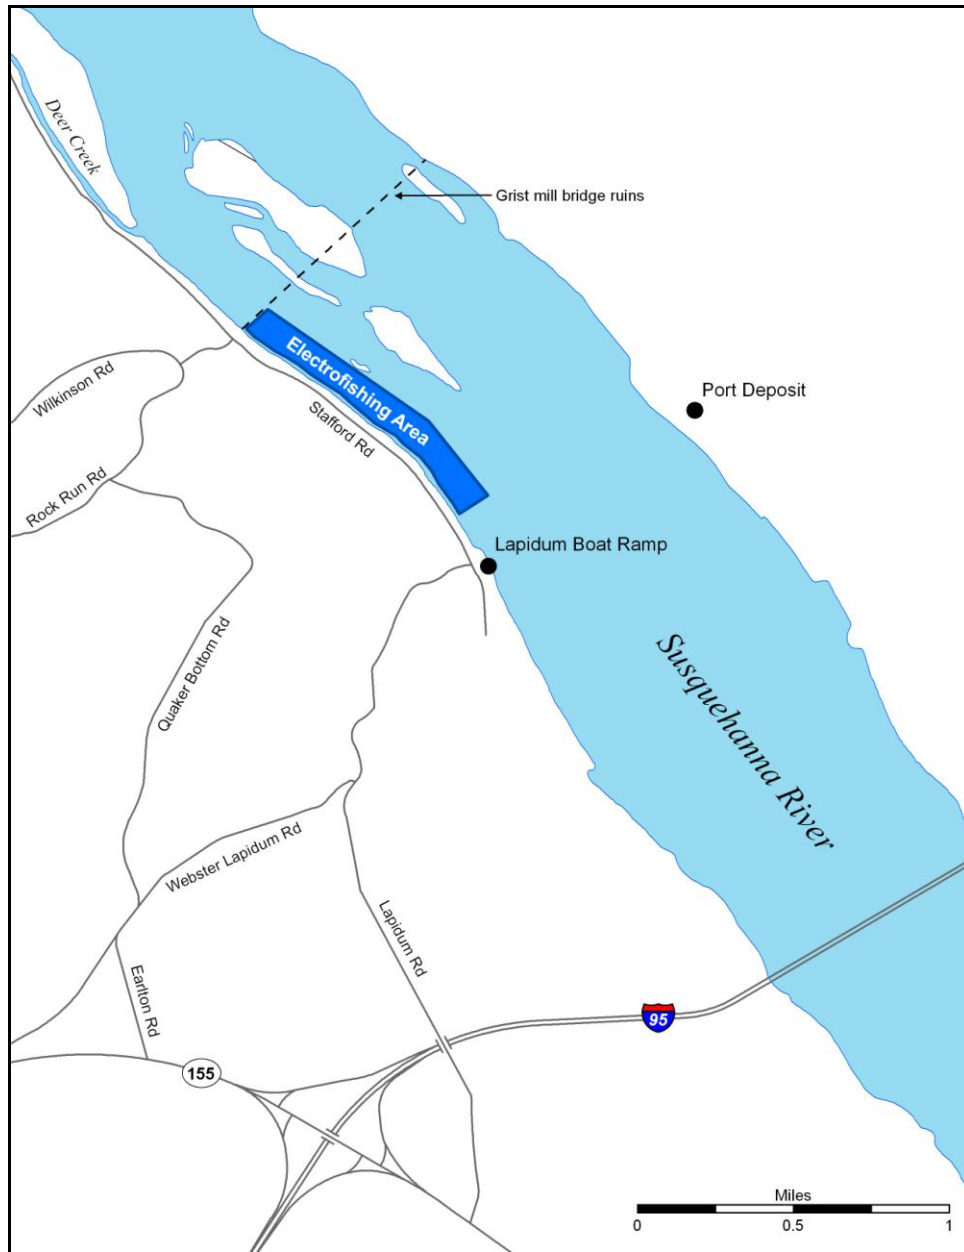 Deer Creek
Grist mill bridge ruins
Electrofishing Area
Wilkinson Rd
Stafford Rd
Port Deposit
Rock Run Rd
Lapidum Boat Ramp
Quaker Bottom Rd
Susquehanna River
Webster Lapidum Rd
Lapidum Rd
Earlton Rd
95
155
Miles
0 0.5 1